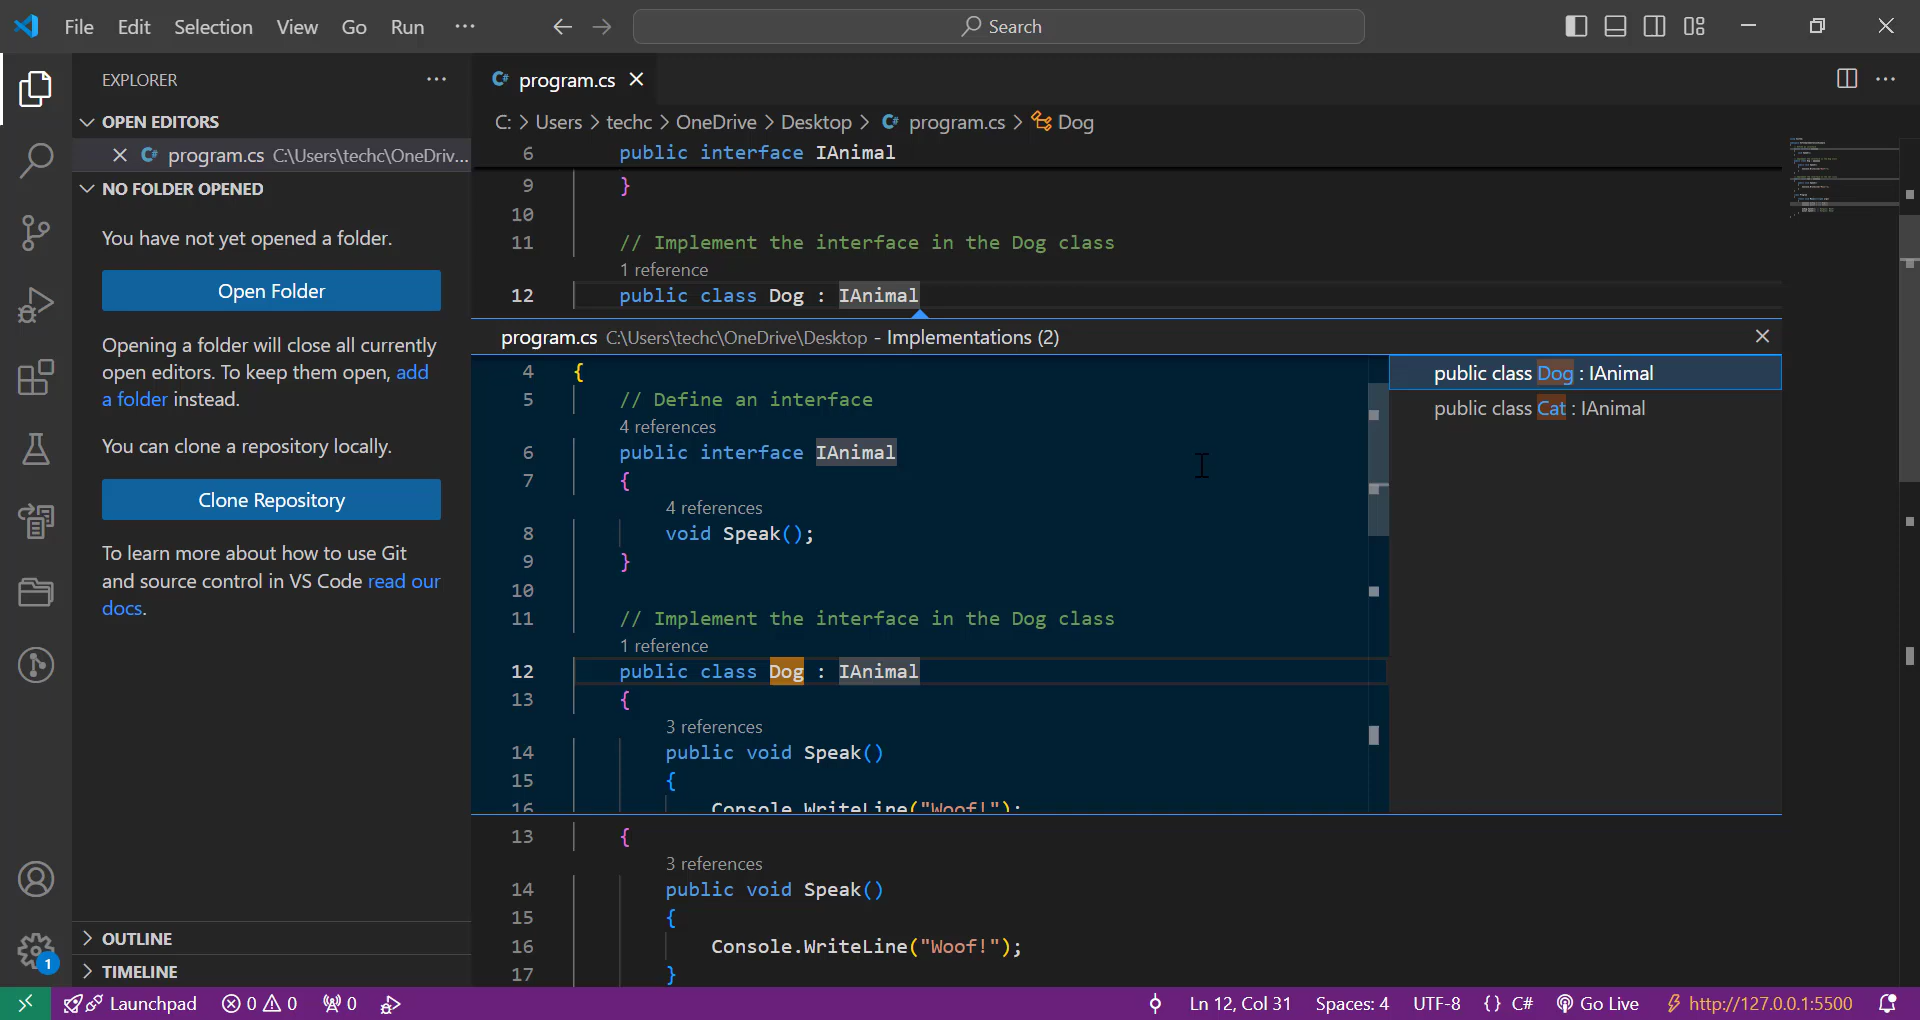 File Edit Selection View Go Run ··· Search
EXPLORER ···
OPEN EDITORS
program.cs C:\Users\techc\OneDriv...
NO FOLDER OPENED
You have not yet opened a folder.
Open Folder
Opening a folder will close all currently
open editors. To keep them open, add
a folder instead.
You can clone a repository locally.
Clone Repository
To learn more about how to use Git
and source control in VS Code read our
docs.
OUTLINE
TIMELINE
1
program.cs
C: > Users > techc > OneDrive > Desktop > program.cs > Dog
6 public interface IAnimal
9 }
10
11 // Implement the interface in the Dog class
1 reference
12 public class Dog : IAnimal
program.cs C:\Users\techc\OneDrive\Desktop - Implementations (2)
4 {
5 // Define an interface
4 references
6 public interface IAnimal
7 {
4 references
8 void Speak();
9 }
10
11 // Implement the interface in the Dog class
1 reference
12 public class Dog : IAnimal
13 {
3 references
14 public void Speak()
15 {
16 Console.WriteLine("Woof!");
public class Dog : IAnimal
public class Cat : IAnimal
13 {
3 references
14 public void Speak()
15 {
16 Console.WriteLine("Woof!");
17 }
Launchpad 0 0 0 Ln 12, Col 31 Spaces: 4 UTF-8 {} C# Go Live http://127.0.0.1:5500